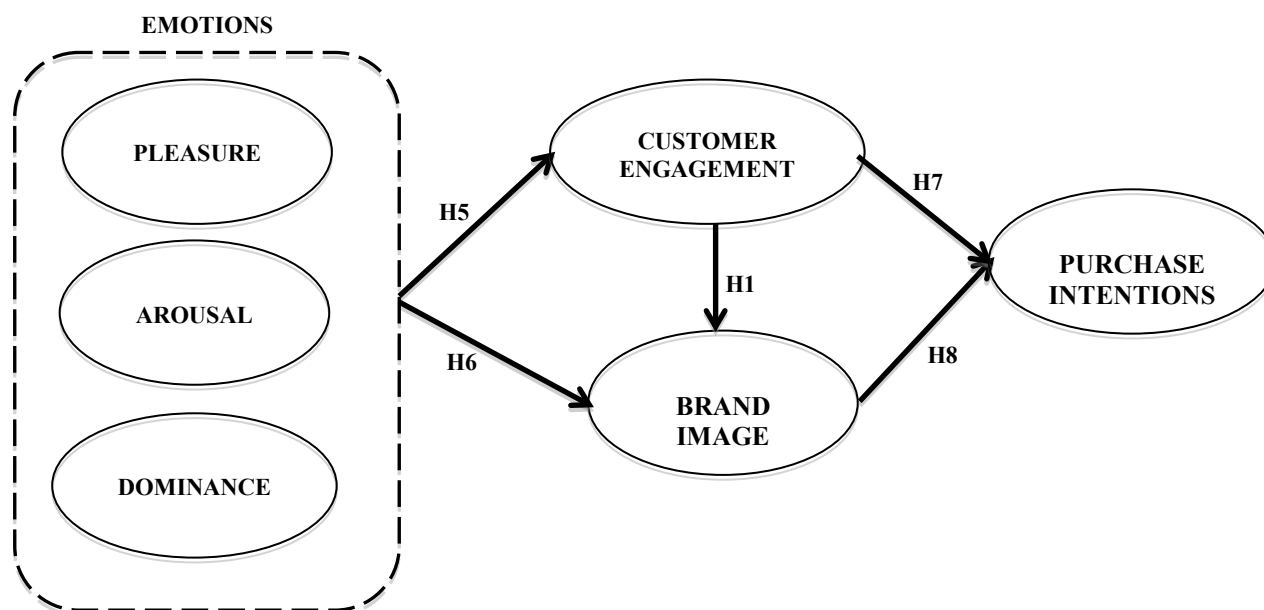 EMOTIONS
PLEASURE
AROUSAL
DOMINANCE
H5
H6
CUSTOMER
ENGAGEMENT
H1
BRAND
IMAGE
H7
H8
PURCHASE
INTENTIONS